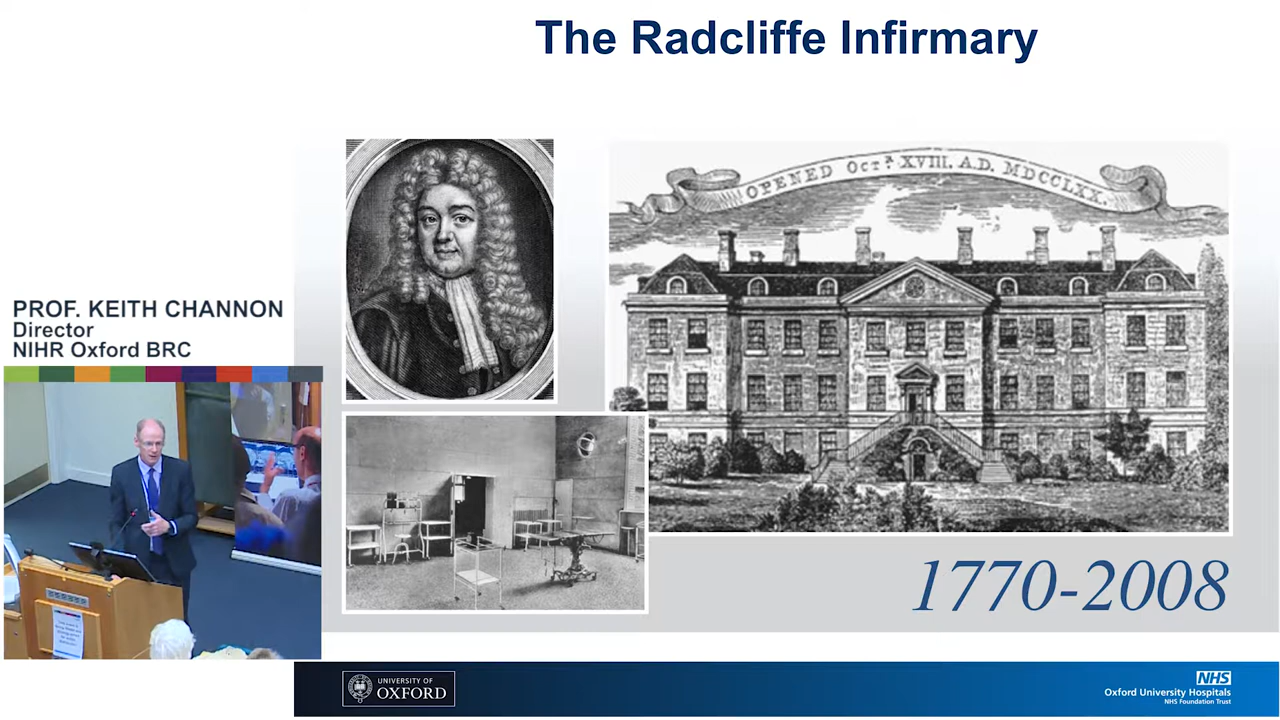 The Radcliffe Infirmary
OPENED Oct.r XVIII. A.D. MDCCLXX.
PROF. KEITH CHANNON
Director
NIHR Oxford BRC
1770-2008
UNIVERSITY OF
OXFORD
NHS
Oxford University Hospitals
NHS Foundation Trust